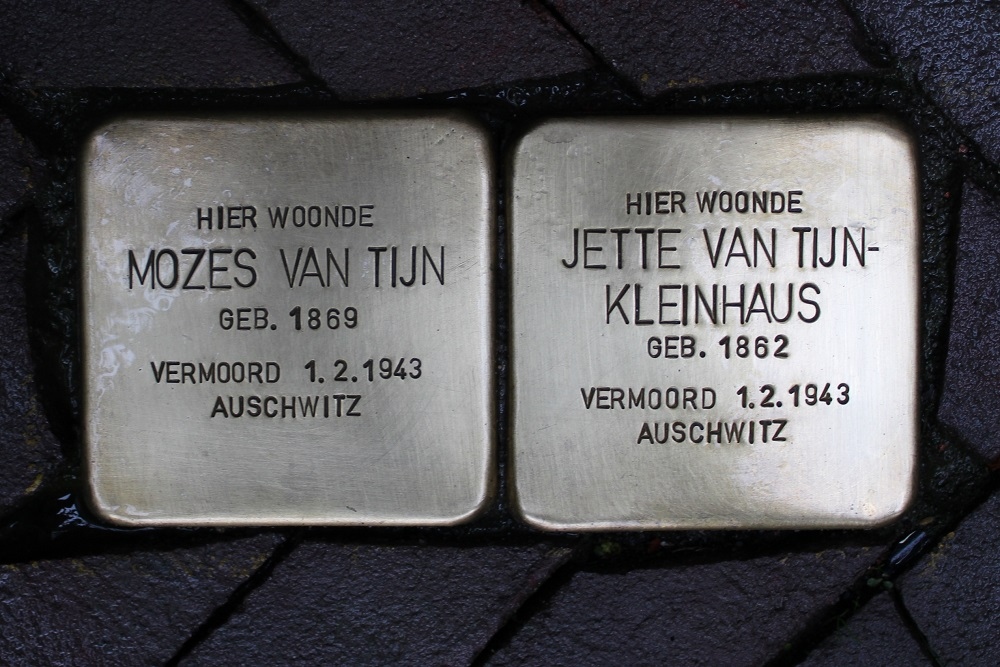 HIER WOONDE
MOZES VAN TIJN
GEB. 1869
VERMOORD 1.2.1943
AUSCHWITZ
HIER WOONDE
JETTE VAN TIJN-
KLEINHAUS
GEB. 1862
VERMOORD 1.2.1943
AUSCHWITZ